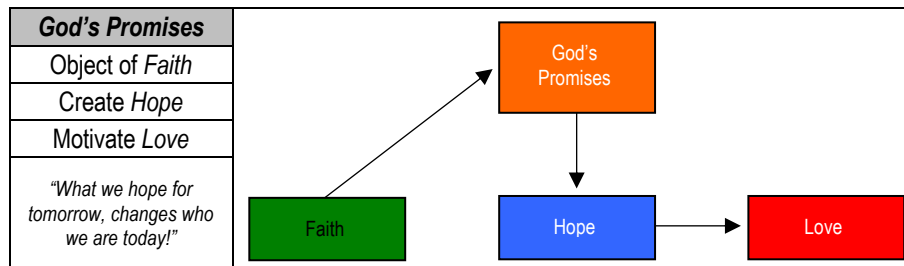 God's Promises
Object of Faith
Create Hope
Motivate Love
“What we hope for
tomorrow, changes who
we are today!”
God's
Promises
Faith
Hope
Love